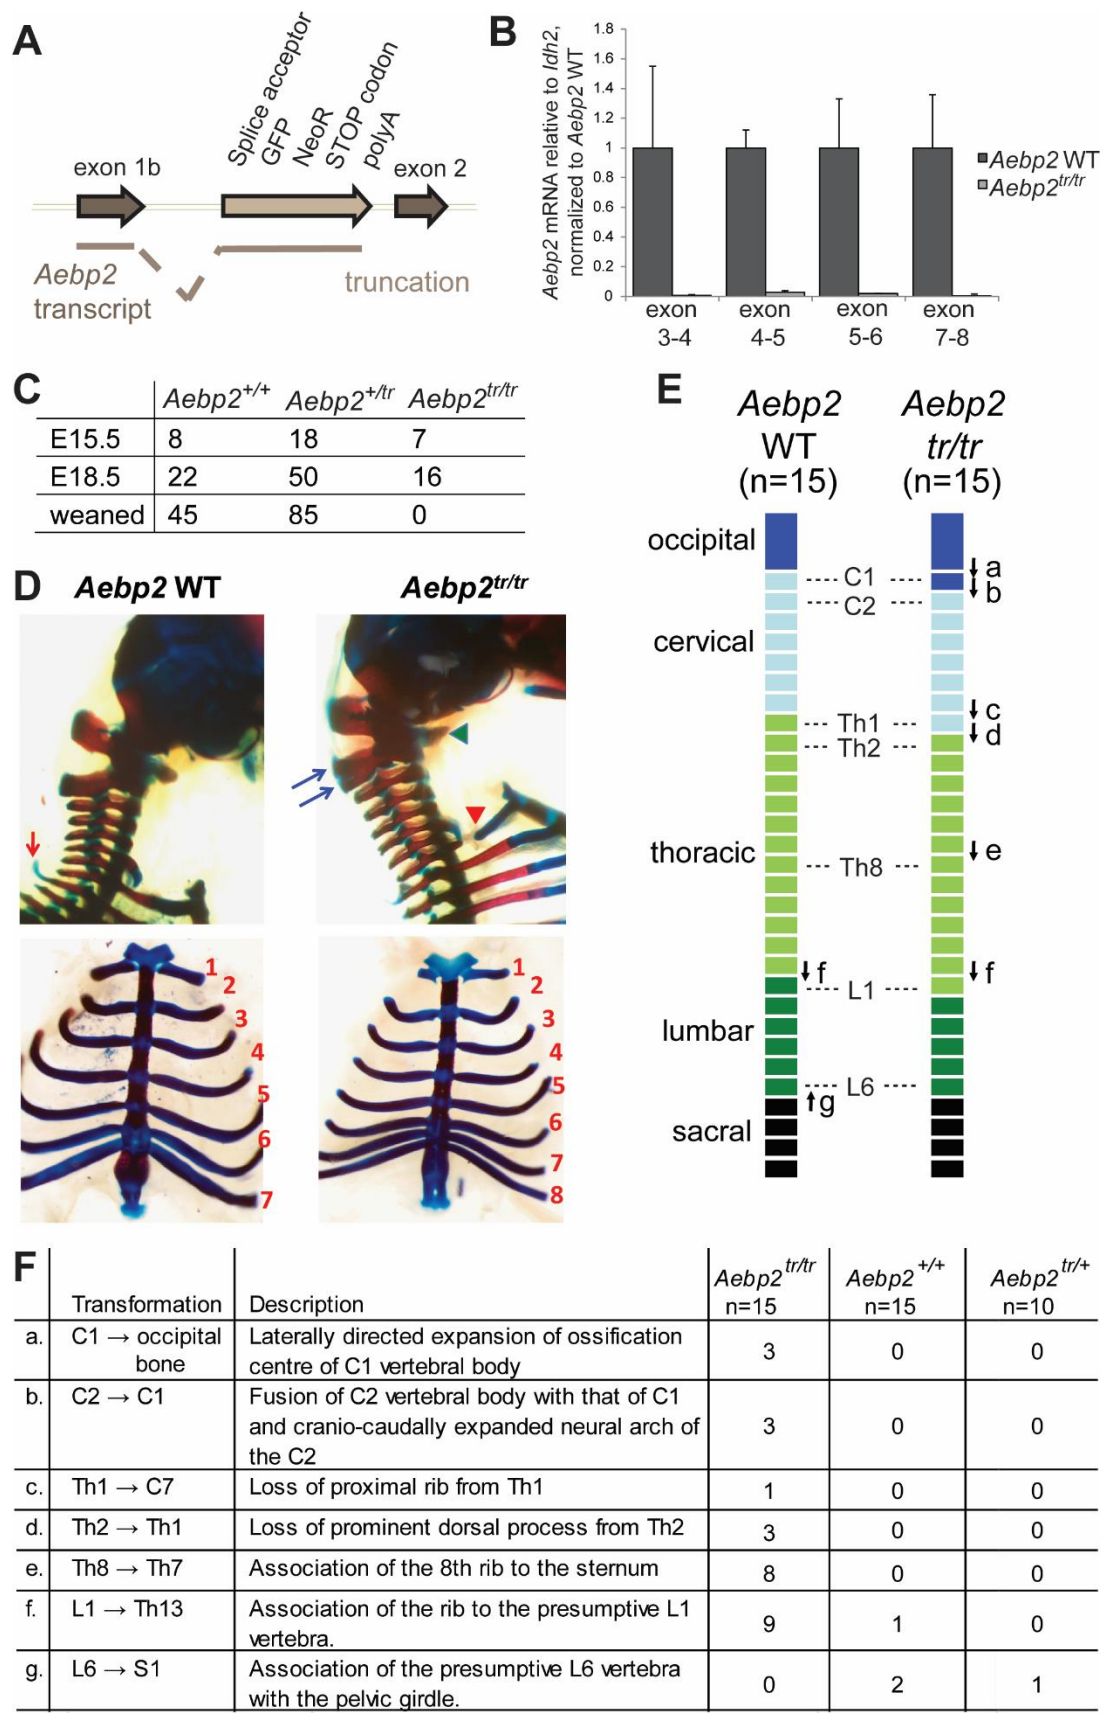 A
Splice acceptor
GFP
NeoR
STOP codon
polyA
exon 1b
exon 2
Aebp2
transcript
truncation
B
Aebp2 mRNA relative to Idh2,
normalized to Aebp2 WT
1.8
1.6
1.4
1.2
1
0.8
0.6
0.4
0.2
0
exon
3-4
exon
4-5
exon
5-6
exon
7-8
Aebp2 WT
Aebp2tr/tr
C
Aebp2+/+ Aebp2+/tr Aebp2tr/tr
E15.5 8 18 7
E18.5 22 50 16
weaned 45 85 0
D
Aebp2 WT
Aebp2tr/tr
1
2
3
4
5
6
7
1
2
3
4
5
6
7
8
E
Aebp2
WT
(n=15)
Aebp2
tr/tr
(n=15)
occipital
cervical
thoracic
lumbar
sacral
C1
C2
Th1
Th2
Th8
L1
L6
f
g
a
b
c
d
e
f
F
Transformation
Description
Aebp2 tr/tr
n=15
Aebp2 +/+
n=15
Aebp2 tr/+
n=10
a. C1 → occipital
bone
Laterally directed expansion of ossification
centre of C1 vertebral body
3 0 0
b. C2 → C1
Fusion of C2 vertebral body with that of C1
and cranio-caudally expanded neural arch of
the C2
3 0 0
c. Th1 → C7 Loss of proximal rib from Th1 1 0 0
d. Th2 → Th1 Loss of prominent dorsal process from Th2 3 0 0
e. Th8 → Th7 Association of the 8th rib to the sternum 8 0 0
f. L1 → Th13
Association of the rib to the presumptive L1
vertebra.
9 1 0
g. L6 → S1
Association of the presumptive L6 vertebra
with the pelvic girdle.
0 2 1